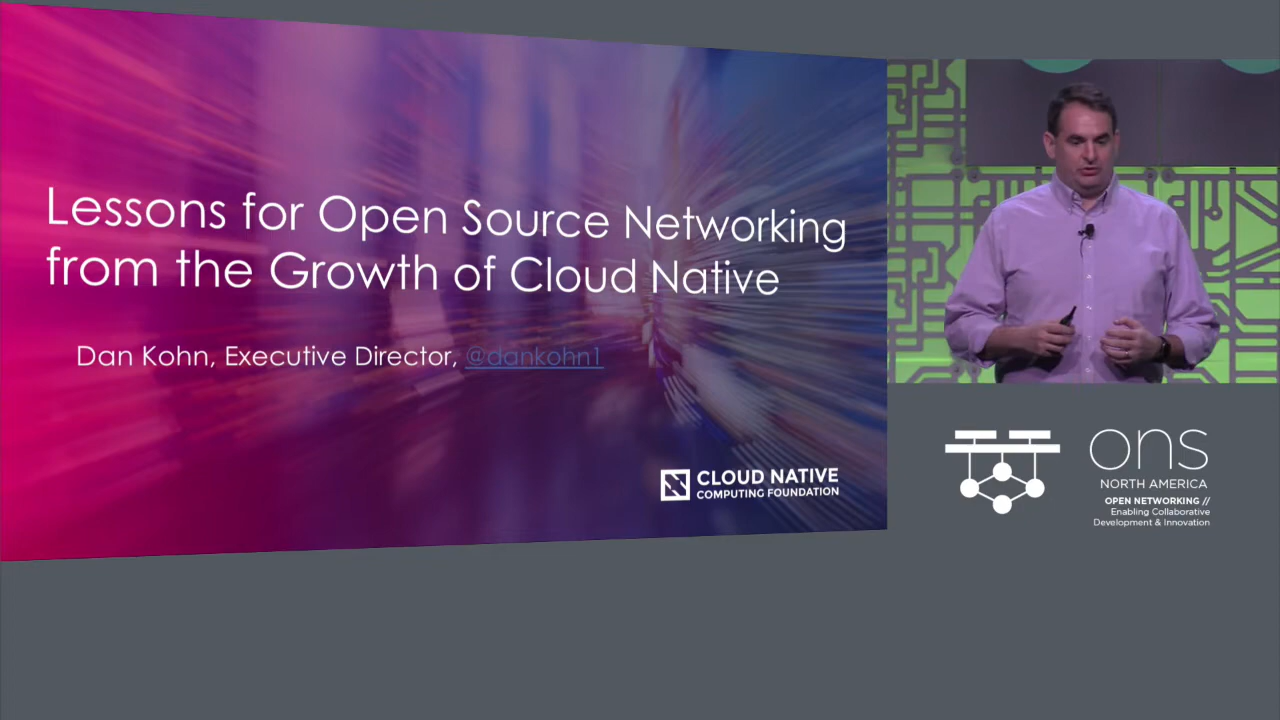 Lessons for Open Source Networking
from the Growth of Cloud Native
Dan Kohn, Executive Director, @dankohn1
CLOUD NATIVE
COMPUTING FOUNDATION
ons
NORTH AMERICA
OPEN NETWORKING //
Enabling Collaborative
Development & Innovation